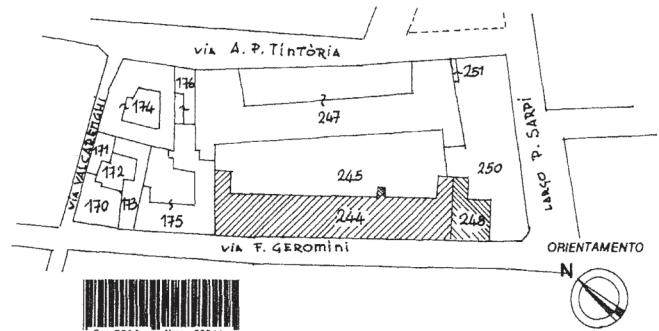 via A. P. TINTÒRIA
251
176
174
247
via VALCARENGHI
LARGO P. SARPI
171
172
245
250
170
173
175
244
248
via F. GEROMINI
ORIENTAMENTO
N